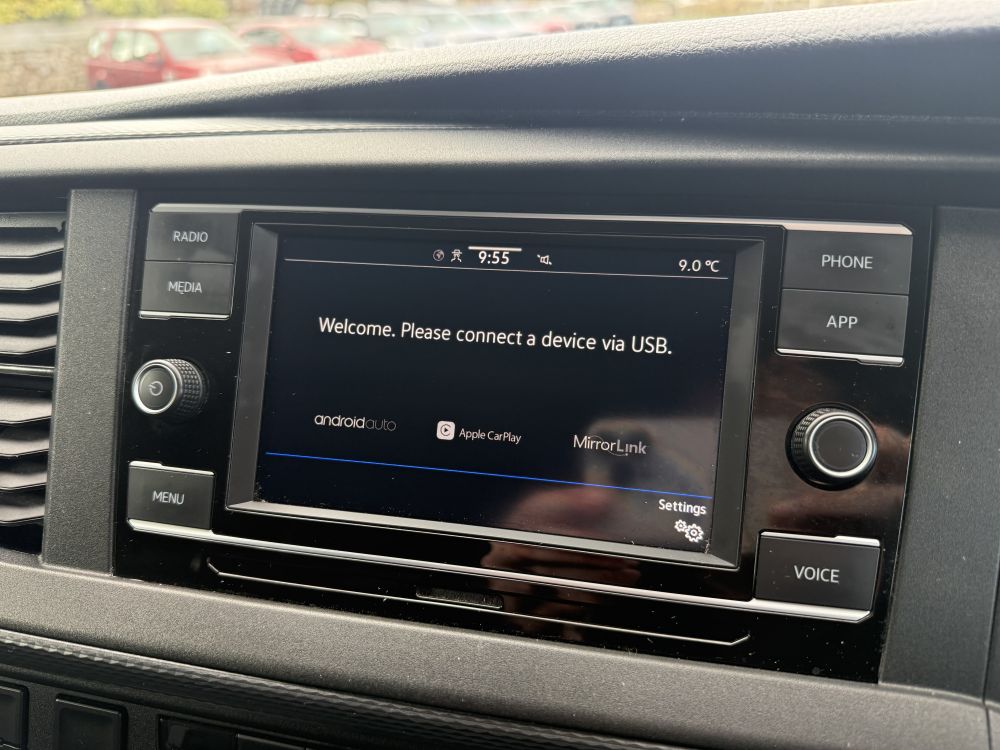 RADIO
MEDIA
MENU
9:55
9.0 °C
Welcome. Please connect a device via USB.
androidauto
Apple CarPlay
MirrorLink
Settings
PHONE
APP
VOICE